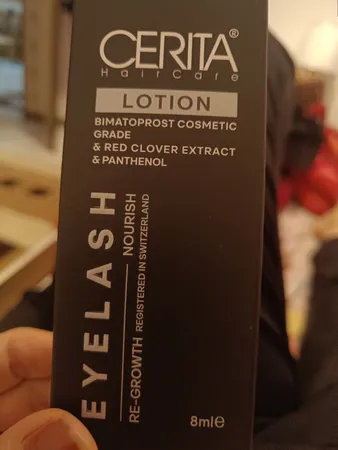 CERITA®
HairCare
LOTION
BIMATOPROST COSMETIC
GRADE
& RED CLOVER EXTRACT
& PANTHENOL
EYELASH
NOURISH
RE-GROWTH REGISTERED IN SWITZERLAND
8ml℮